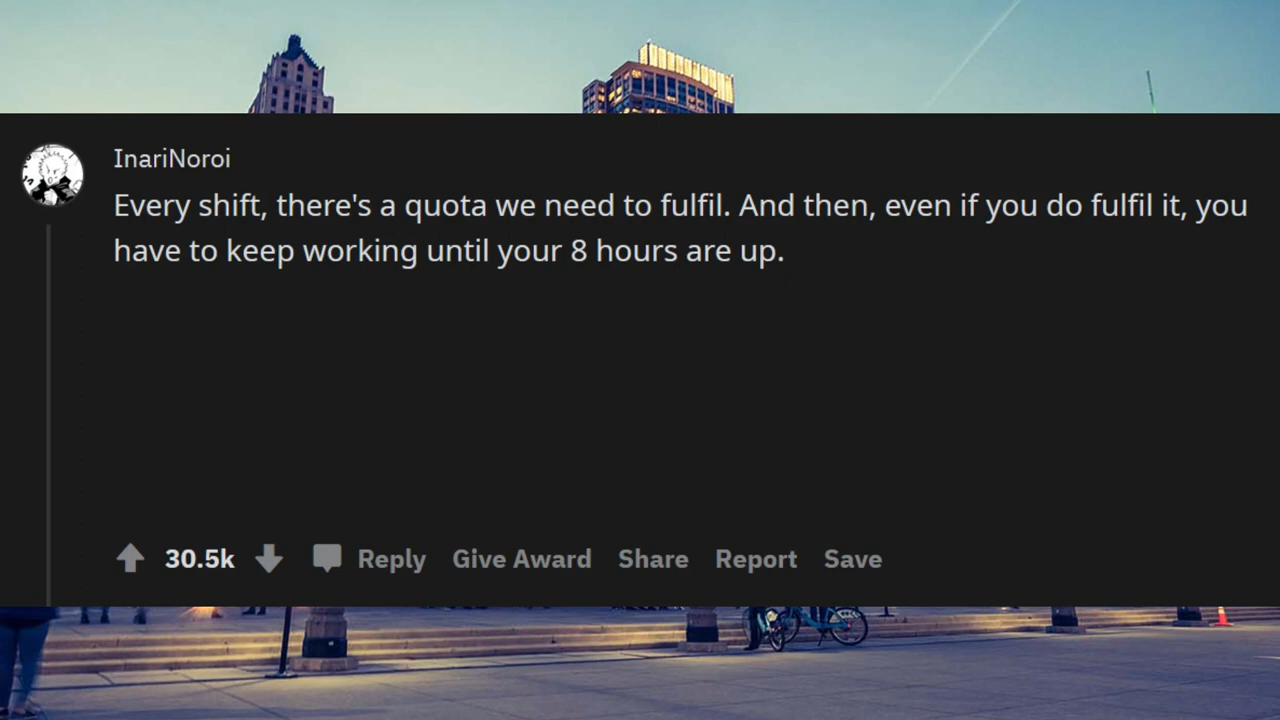 InariNoroi
Every shift, there's a quota we need to fulfil. And then, even if you do fulfil it, you
have to keep working until your 8 hours are up.
30.5k Reply Give Award Share Report Save